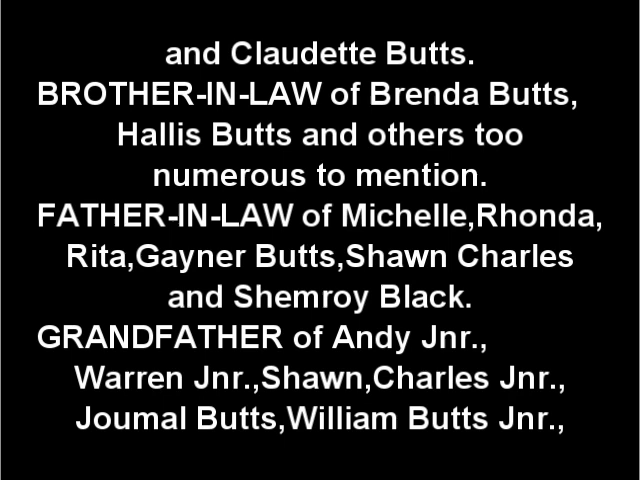 and Claudette Butts.
BROTHER-IN-LAW of Brenda Butts,
Hallis Butts and others too
numerous to mention.
FATHER-IN-LAW of Michelle,Rhonda,
Rita,Gayner Butts,Shawn Charles
and Shemroy Black.
GRANDFATHER of Andy Jnr.,
Warren Jnr.,Shawn,Charles Jnr.,
Joumal Butts,William Butts Jnr.,